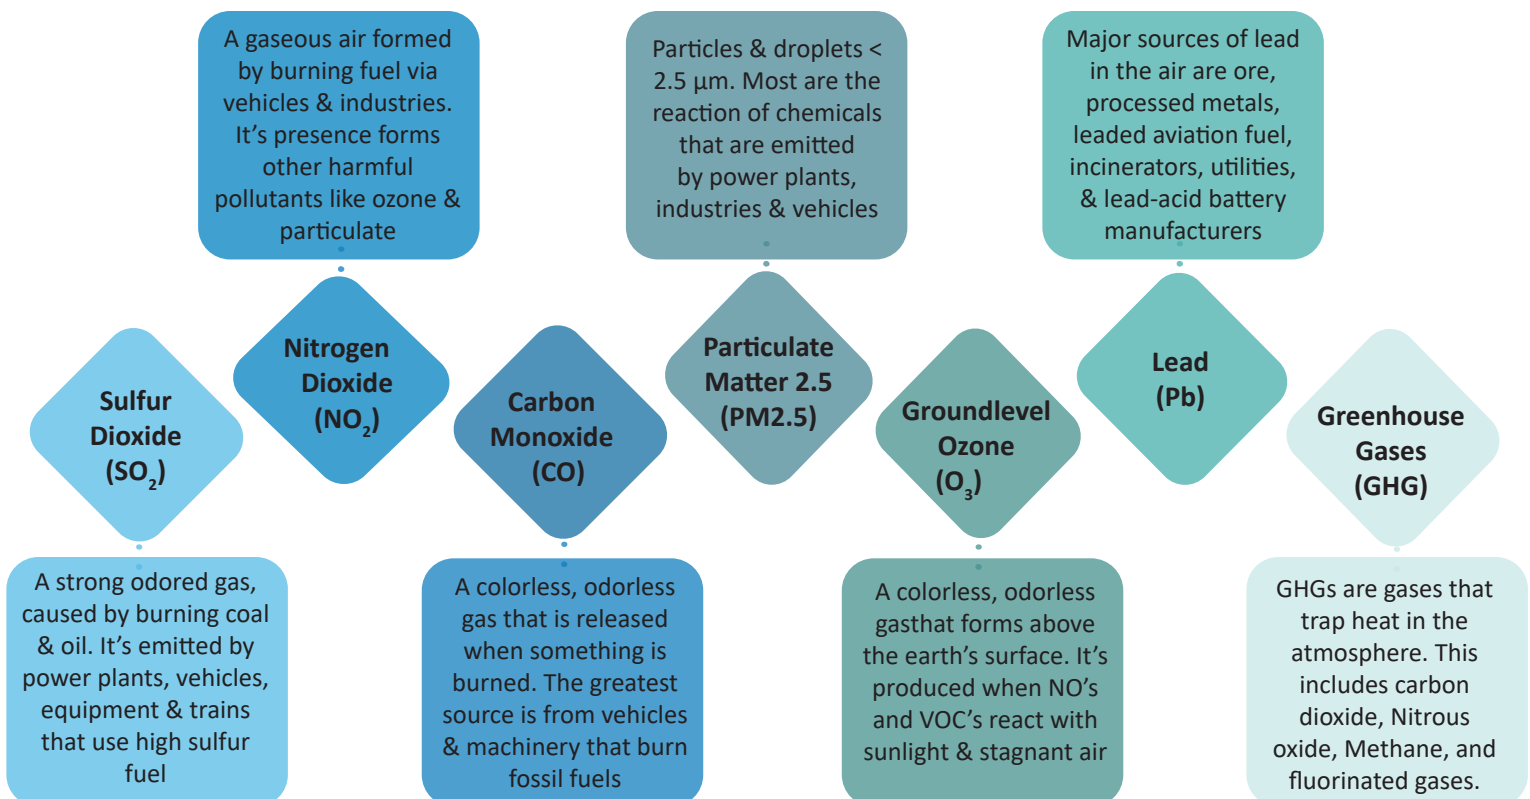 A gaseous air formed
by burning fuel via
vehicles & industries.
It’s presence forms
other harmful
pollutants like ozone &
particulate
Particles & droplets <
2.5 µm. Most are the
reaction of chemicals
that are emitted
by power plants,
industries & vehicles
Major sources of lead
in the air are ore,
processed metals,
leaded aviation fuel,
incinerators, utilities,
& lead-acid battery
manufacturers
Sulfur
Dioxide
(SO₂)
Nitrogen
Dioxide
(NO₂)
Carbon
Monoxide
(CO)
Particulate
Matter 2.5
(PM2.5)
Groundlevel
Ozone
(O₃)
Lead
(Pb)
Greenhouse
Gases
(GHG)
A strong odored gas,
caused by burning coal
& oil. It’s emitted by
power plants, vehicles,
equipment & trains
that use high sulfur
fuel
A colorless, odorless
gas that is released
when something is
burned. The greatest
source is from vehicles
& machinery that burn
fossil fuels
A colorless, odorless
gasthat forms above
the earth’s surface. It’s
produced when NO’s
and VOC’s react with
sunlight & stagnant air
GHGs are gases that
trap heat in the
atmosphere. This
includes carbon
dioxide, Nitrous
oxide, Methane, and
fluorinated gases.